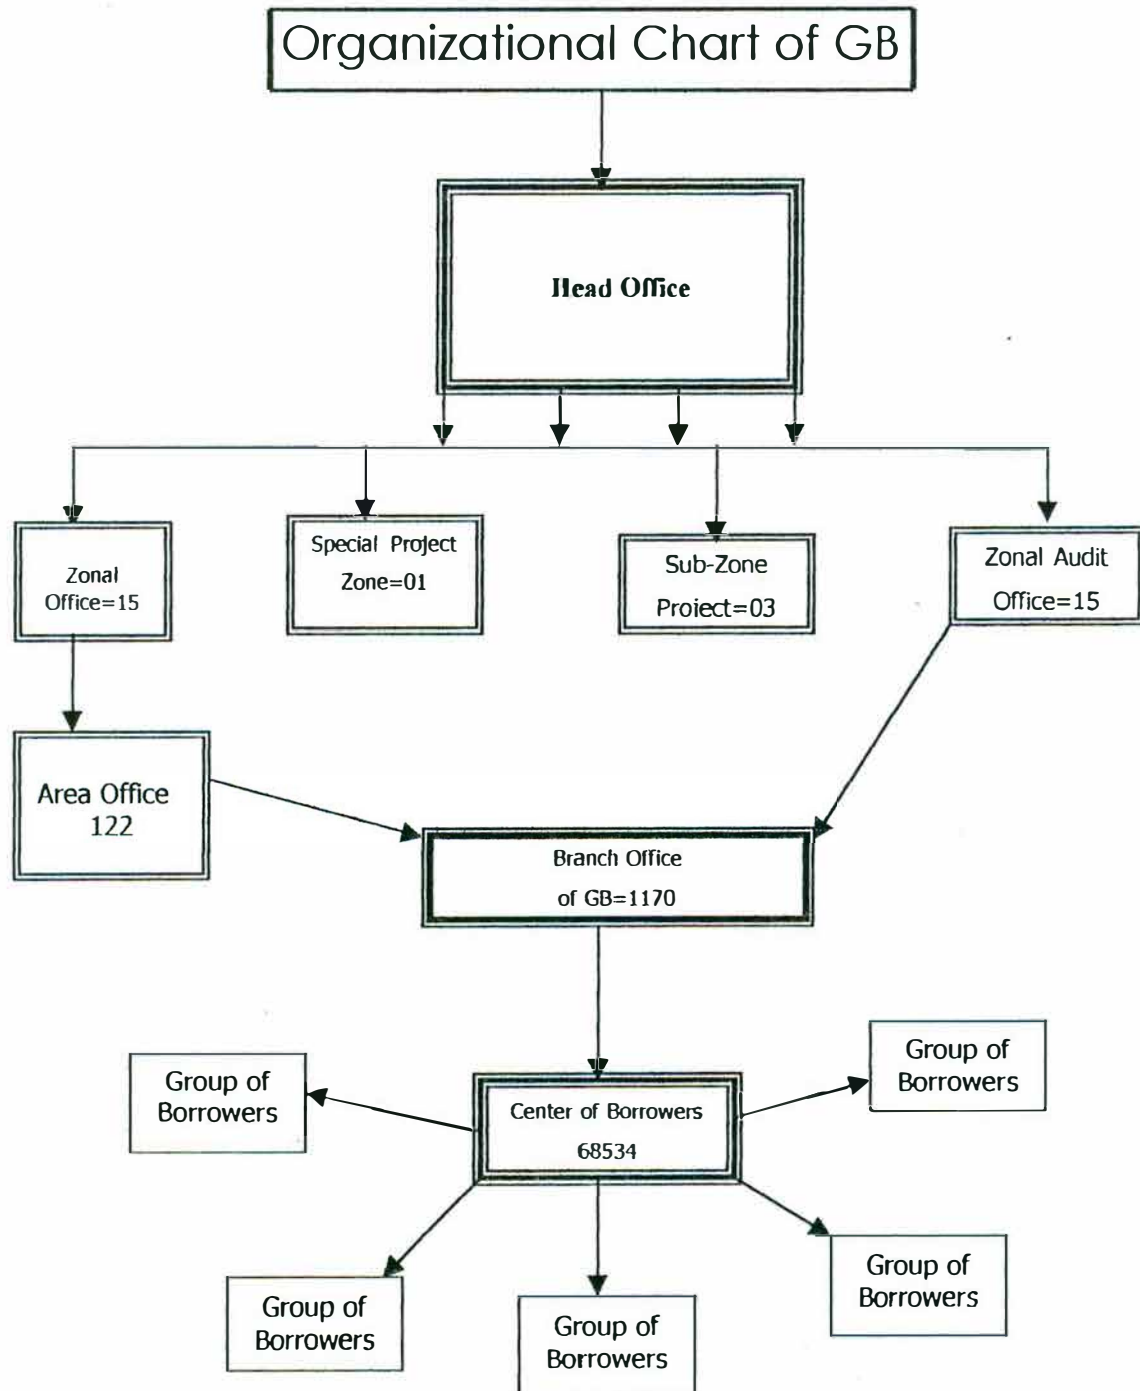 Organizational Chart of GB
Head Office
Zonal
Office=15
Special Project
Zone=01
Sub-Zone
Project=03
Zonal Audit
Office=15
Area Office
122
Branch Office
of GB=1170
Group of
Borrowers
Center of Borrowers
68534
Group of
Borrowers
Group of
Borrowers
Group of
Borrowers
Group of
Borrowers